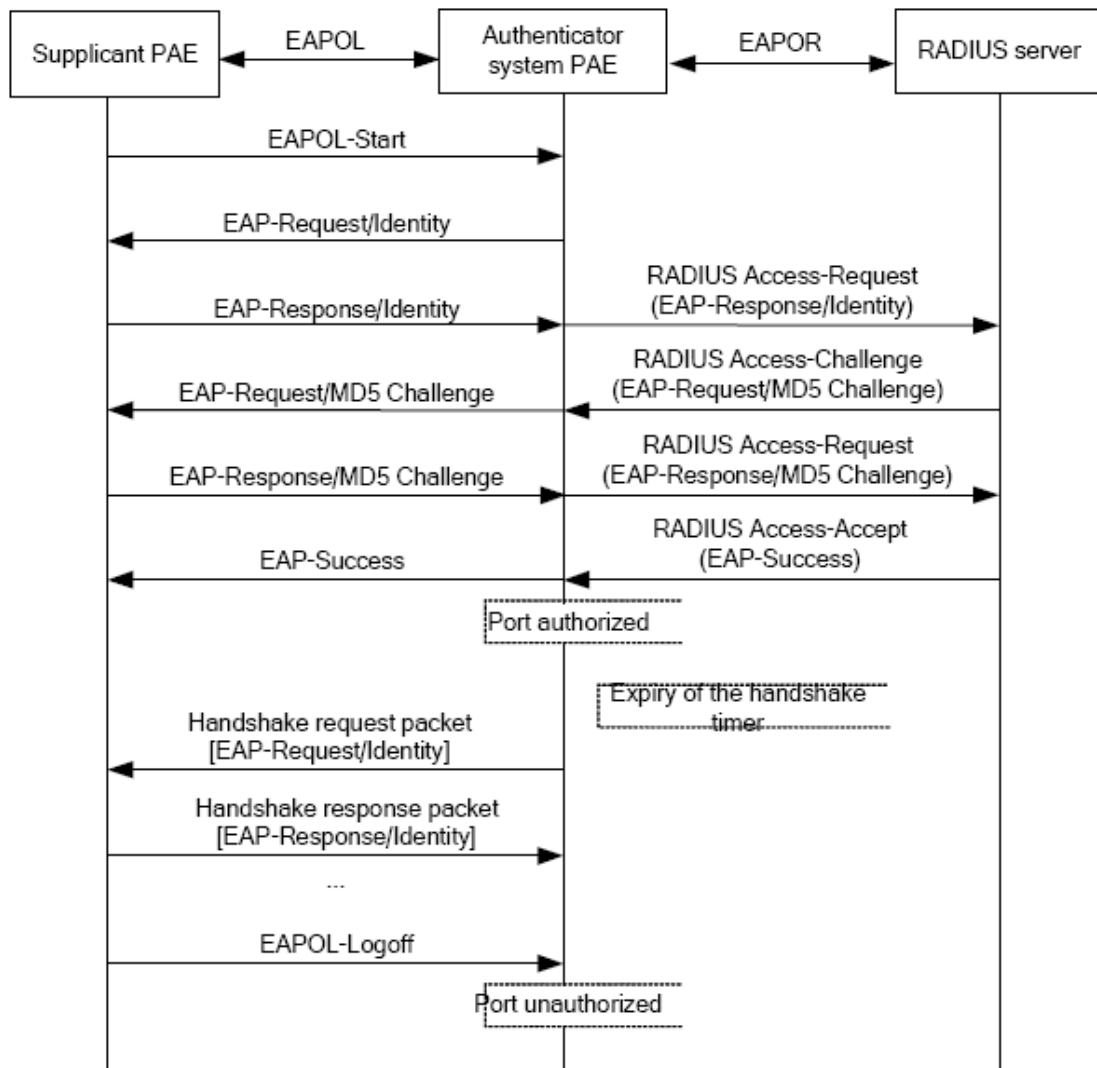 Supplicant PAE
EAPOL
Authenticator
system PAE
EAPOR
RADIUS server
EAPOL-Start
EAP-Request/Identity
EAP-Response/Identity
RADIUS Access-Request
(EAP-Response/Identity)
EAP-Request/MD5 Challenge
RADIUS Access-Challenge
(EAP-Request/MD5 Challenge)
EAP-Response/MD5 Challenge
RADIUS Access-Request
(EAP-Response/MD5 Challenge)
EAP-Success
RADIUS Access-Accept
(EAP-Success)
Port authorized
Expiry of the handshake
timer
Handshake request packet
[EAP-Request/Identity]
Handshake response packet
[EAP-Response/Identity]
...
EAPOL-Logoff
Port unauthorized